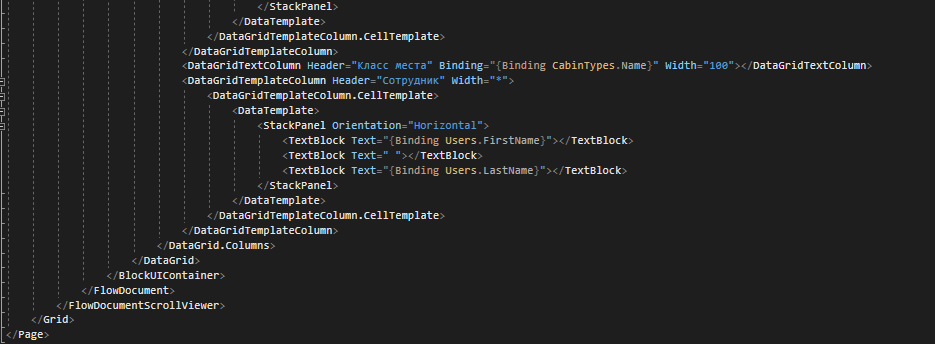 </StackPanel>
</DataTemplate>
</DataGridTemplateColumn.CellTemplate>
</DataGridTemplateColumn>
<DataGridTextColumn Header="Класс места" Binding="{Binding CabinTypes.Name}" Width="100"></DataGridTextColumn>
<DataGridTemplateColumn Header="Сотрудник" Width="*">
<DataGridTemplateColumn.CellTemplate>
<DataTemplate>
<StackPanel Orientation="Horizontal">
<TextBlock Text="{Binding Users.FirstName}"></TextBlock>
<TextBlock Text=" "></TextBlock>
<TextBlock Text="{Binding Users.LastName}"></TextBlock>
</StackPanel>
</DataTemplate>
</DataGridTemplateColumn.CellTemplate>
</DataGridTemplateColumn>
</DataGrid.Columns>
</DataGrid>
</BlockUIContainer>
</FlowDocument>
</FlowDocumentScrollViewer>
</Grid>
</Page>